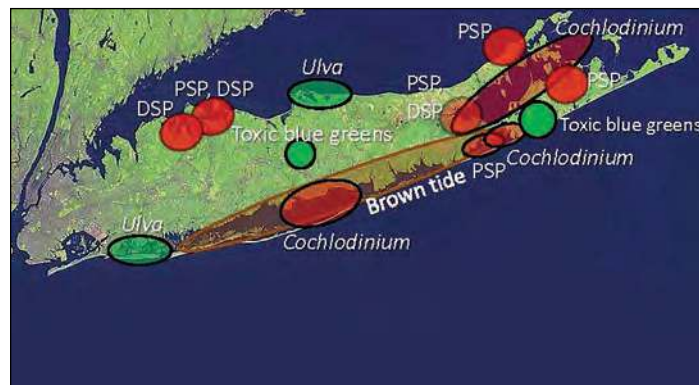 PSP
Cochlodinium
Ulva
PSP, DSP
PSP,
PSP
DSP
DSP
Toxic blue greens
Toxic blue greens
Cochlodinium
PSP
Brown tide
Ulva
Cochlodinium